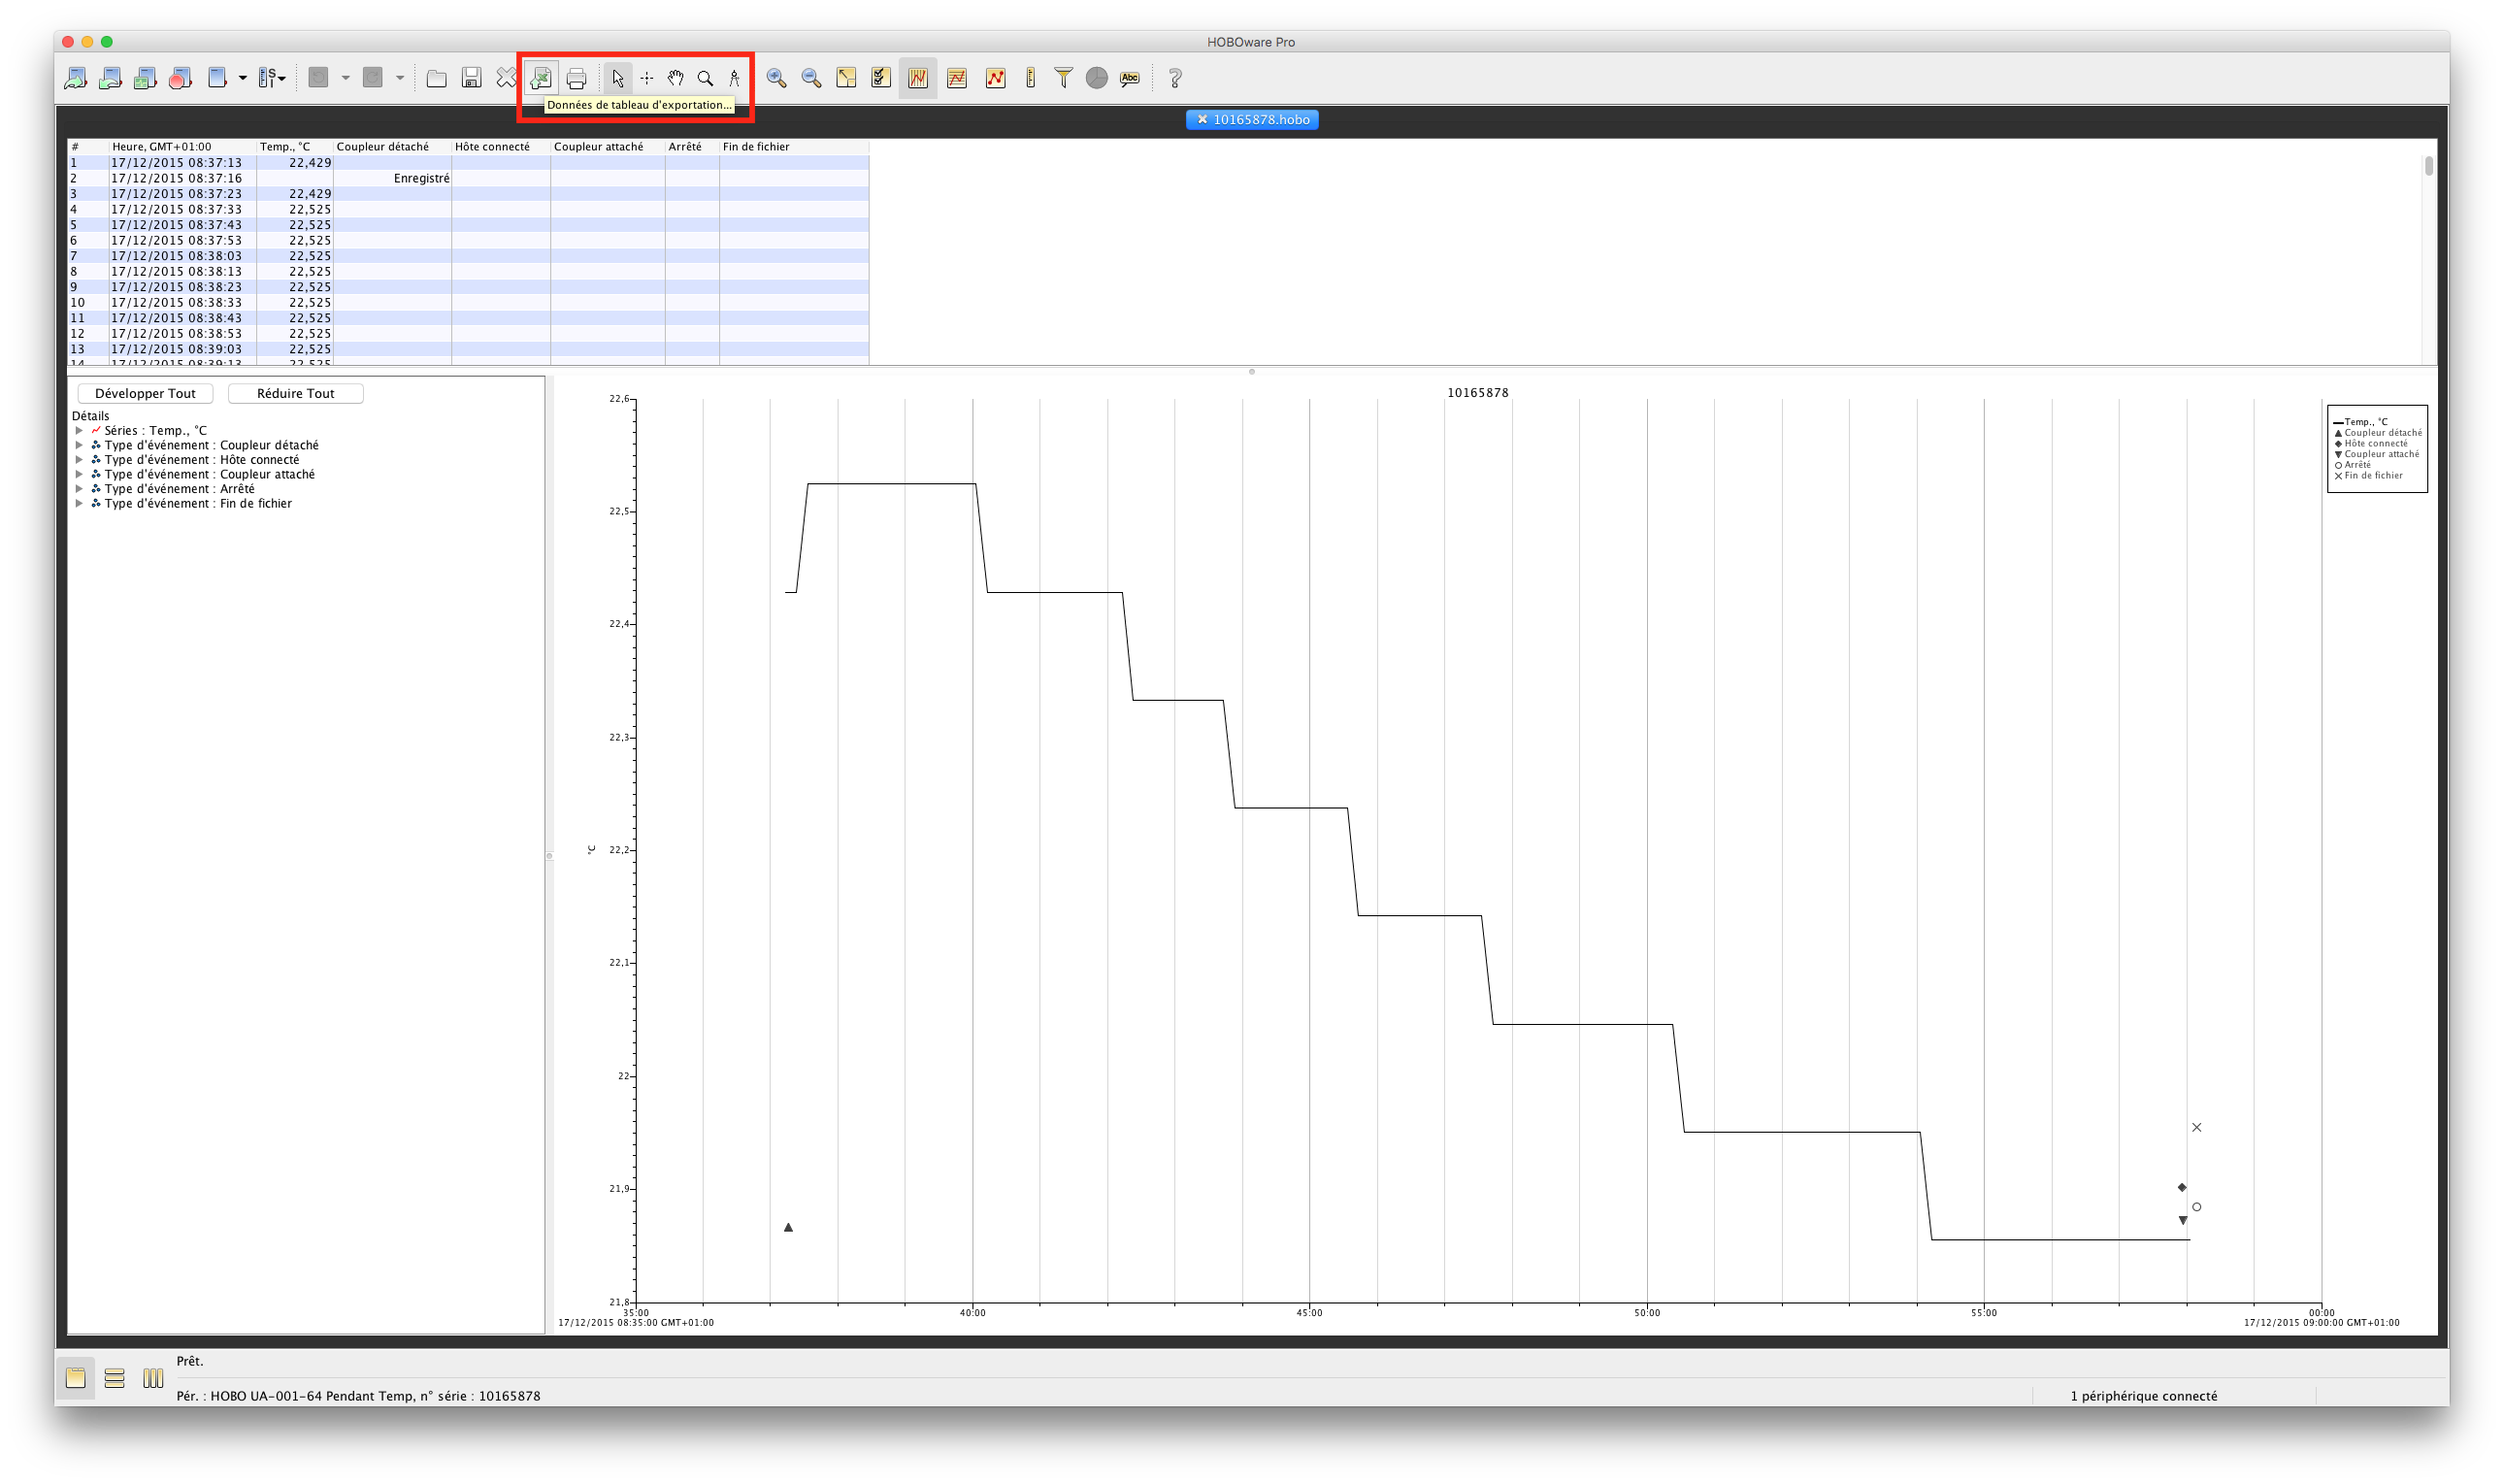 HOBOware Pro
Données de tableau d'exportation...
Abc
10165878.hobo
# Heure, GMT+01:00 Temp., °C Coupleur détaché Hôte connecté Coupleur attaché Arrêté Fin de fichier
1 17/12/2015 08:37:13 22,429
2 17/12/2015 08:37:16 Enregistré
3 17/12/2015 08:37:23 22,429
4 17/12/2015 08:37:33 22,525
5 17/12/2015 08:37:43 22,525
6 17/12/2015 08:37:53 22,525
7 17/12/2015 08:38:03 22,525
8 17/12/2015 08:38:13 22,525
9 17/12/2015 08:38:23 22,525
10 17/12/2015 08:38:33 22,525
11 17/12/2015 08:38:43 22,525
12 17/12/2015 08:38:53 22,525
13 17/12/2015 08:39:03 22,525
14 17/12/2015 08:39:13 22,525
Développer Tout Réduire Tout
Détails
Séries : Temp., °C
Type d'événement : Coupleur détaché
Type d'événement : Hôte connecté
Type d'événement : Coupleur attaché
Type d'événement : Arrêté
Type d'événement : Fin de fichier
10165878
22,6
22,5
22,4
22,3
22,2
22,1
22
21,9
21,8
°C
Temp., °C
Coupleur détaché
Hôte connecté
Coupleur attaché
Arrêté
Fin de fichier
35:00 40:00 45:00 50:00 55:00 00:00
17/12/2015 08:35:00 GMT+01:00 17/12/2015 09:00:00 GMT+01:00
Prêt.
Pér. : HOBO UA-001-64 Pendant Temp, n° série : 10165878 1 périphérique connecté